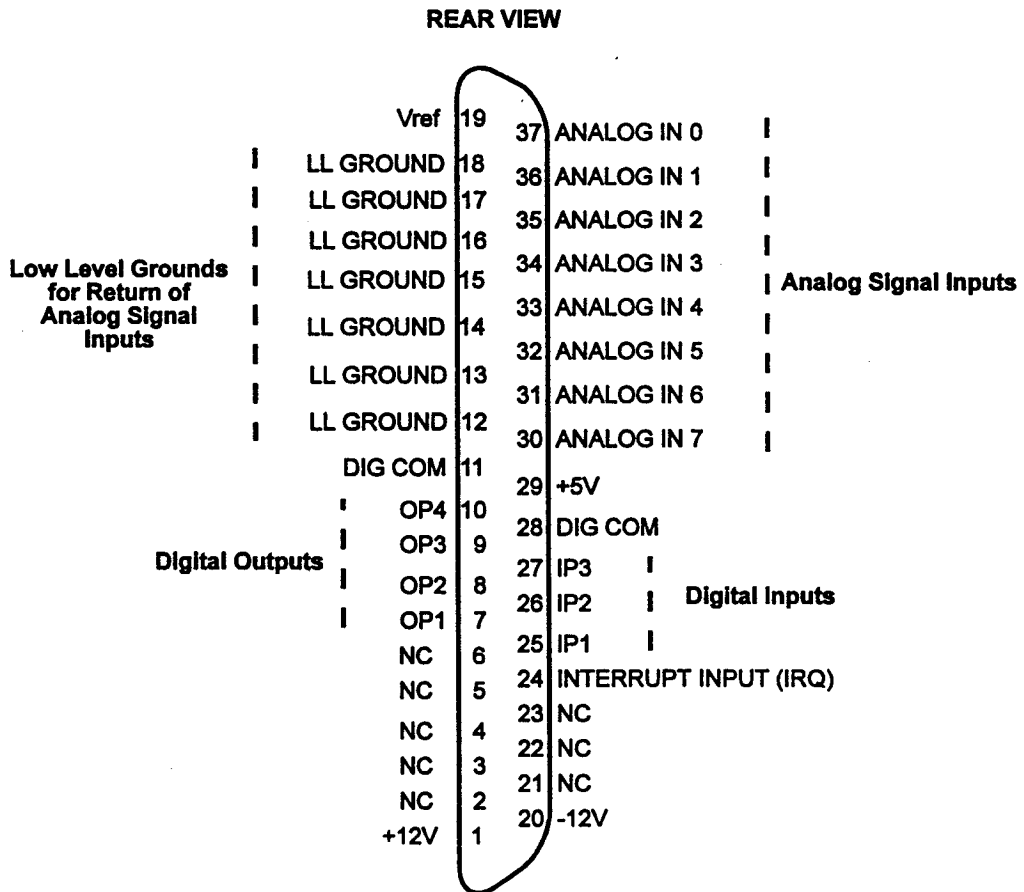 REAR VIEW
Vref 19
LL GROUND 18
LL GROUND 17
LL GROUND 16
LL GROUND 15
LL GROUND 14
LL GROUND 13
LL GROUND 12
DIG COM 11
OP4 10
OP3 9
OP2 8
OP1 7
NC 6
NC 5
NC 4
NC 3
NC 2
+12V 1
Low Level Grounds
for Return of
Analog Signal
Inputs
Digital Outputs
37 ANALOG IN 0
36 ANALOG IN 1
35 ANALOG IN 2
34 ANALOG IN 3
33 ANALOG IN 4
32 ANALOG IN 5
31 ANALOG IN 6
30 ANALOG IN 7
29 +5V
28 DIG COM
27 IP3
26 IP2
25 IP1
24 INTERRUPT INPUT (IRQ)
23 NC
22 NC
21 NC
20 -12V
Analog Signal Inputs
Digital Inputs